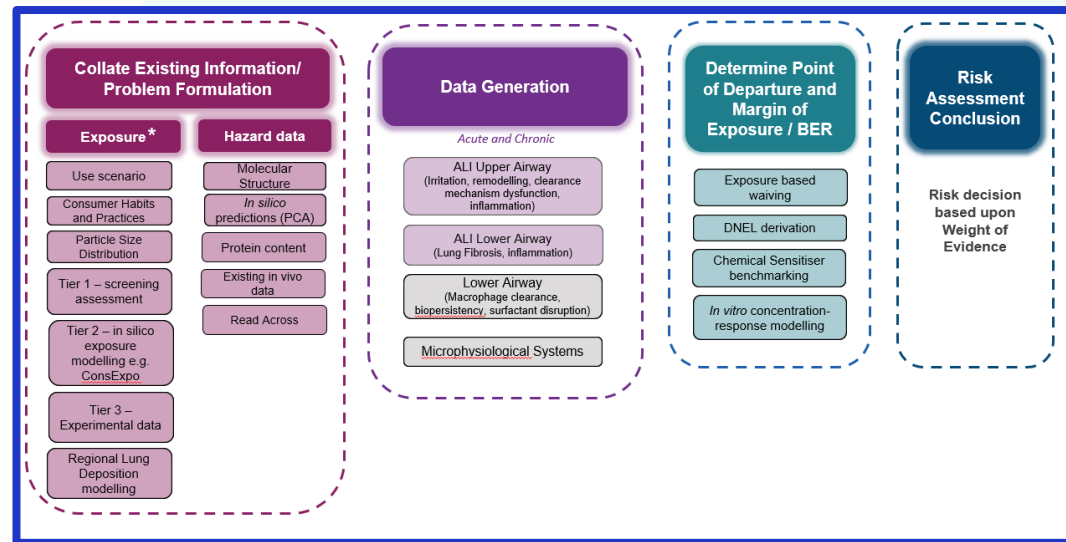 Collate Existing Information/
Problem Formulation
Exposure*
Use scenario
Consumer Habits
and Practices
Particle Size
Distribution
Tier 1 – screening
assessment
Tier 2 – in silico
exposure
modelling e.g.
ConsExpo
Tier 3 –
Experimental data
Regional Lung
Deposition
modelling
Hazard data
Molecular
Structure
In silico
predictions (PCA)
Protein content
Existing in vivo
data
Read Across
Data Generation
Acute and Chronic
ALI Upper Airway
(Irritation, remodelling, clearance
mechanism dysfunction,
inflammation)
ALI Lower Airway
(Lung Fibrosis, inflammation)
Lower Airway
(Macrophage clearance,
biopersistency, surfactant disruption)
Microphysiological Systems
Determine Point
of Departure and
Margin of
Exposure / BER
Exposure based
waiving
DNEL derivation
Chemical Sensitiser
benchmarking
In vitro concentration-
response modelling
Risk
Assessment
Conclusion
Risk decision
based upon
Weight of
Evidence